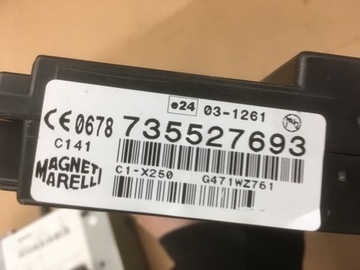 e24 03-1261
CE 0678 735527693
C141
MAGNETI
MARELLI
C1-X250 G471WZ761